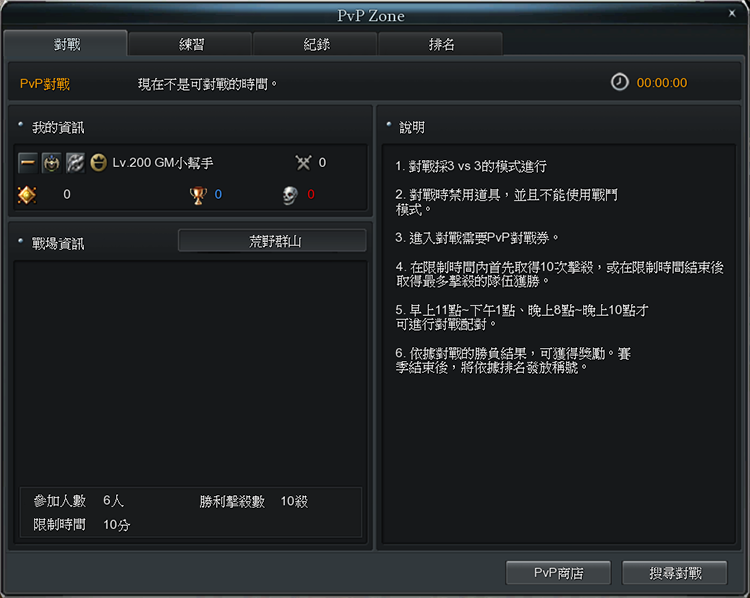 PvP Zone
對戰 練習 紀錄 排名
PvP對戰 現在不是可對戰的時間。 00:00:00
我的資訊
Lv.200 GM小幫手 0
0 0 0
戰場資訊 荒野群山
參加人數 6人 勝利擊殺數 10殺
限制時間 10分
說明
1. 對戰採3 vs 3的模式進行
2. 對戰時禁用道具，並且不能使用戰鬥
模式。
3. 進入對戰需要PvP對戰券。
4. 在限制時間內首先取得10次擊殺，或在限制時間結束後
取得最多擊殺的隊伍獲勝。
5. 早上11點~下午1點、晚上8點~晚上10點才
可進行對戰配對。
6. 依據對戰的勝負結果，可獲得獎勵。賽
季結束後，將依據排名發放稱號。
PvP商店 搜尋對戰